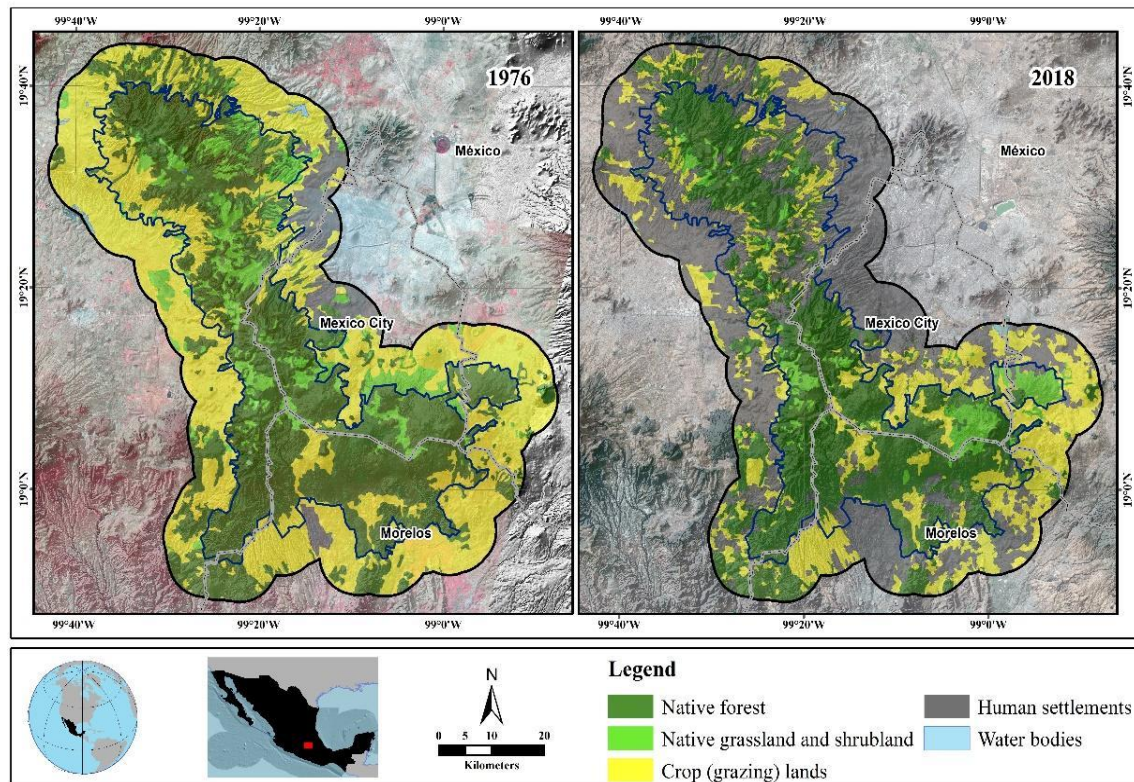 99°40'W 99°20'W 99°0'W 99°40'W 99°20'W 99°0'W
1976
2018
19°40'N
19°40'N
México
México
19°20'N
19°20'N
Mexico City
Mexico City
19°0'N
19°0'N
Morelos
Morelos
99°40'W 99°20'W 99°0'W 99°40'W 99°20'W 99°0'W
N
0 5 10 20
Kilometers
Legend
Native forest
Native grassland and shrubland
Crop (grazing) lands
Human settlements
Water bodies